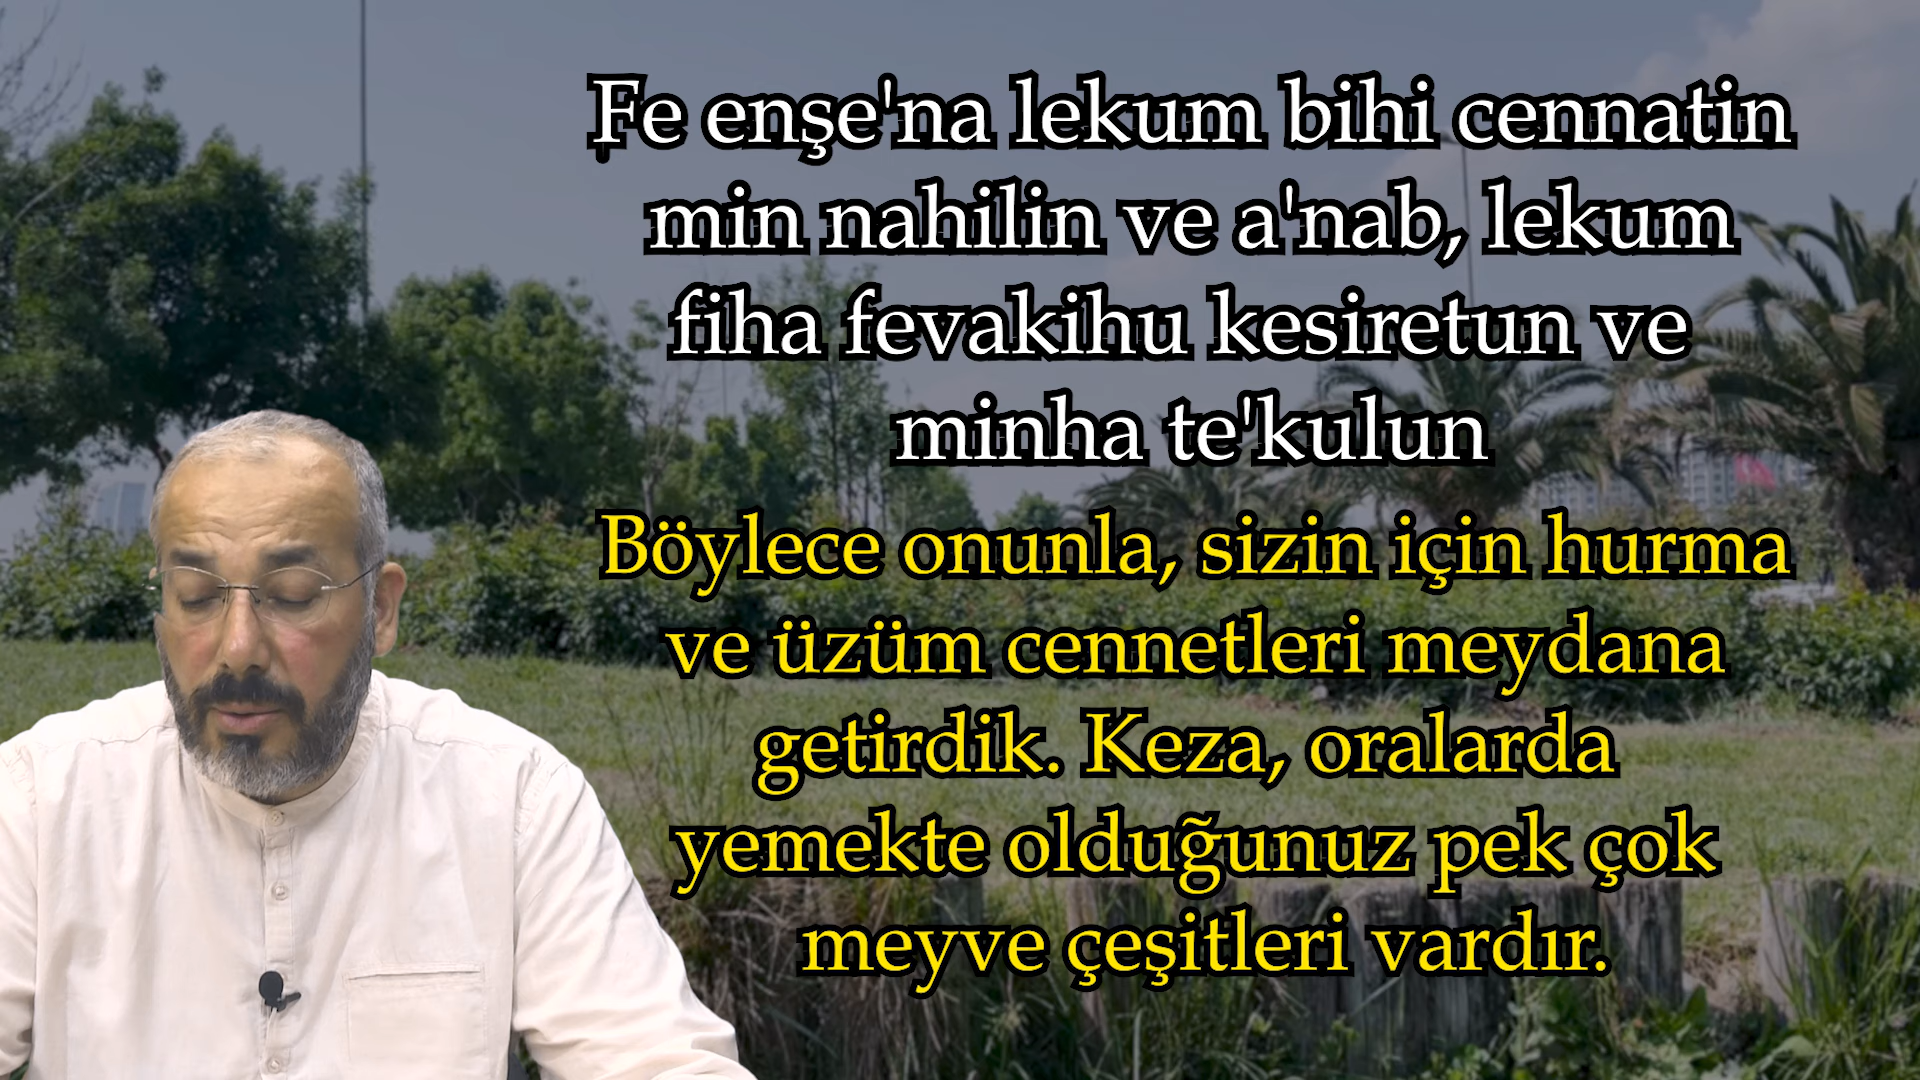 Fe enşe'na lekum bihi cennatin
min nahilin ve a'nab, lekum
fiha fevakihu kesiretun ve
minha te'kulun
Böylece onunla, sizin için hurma
ve üzüm cennetleri meydana
getirdik. Keza, oralarda
yemekte olduğunuz pek çok
meyve çeşitleri vardır.